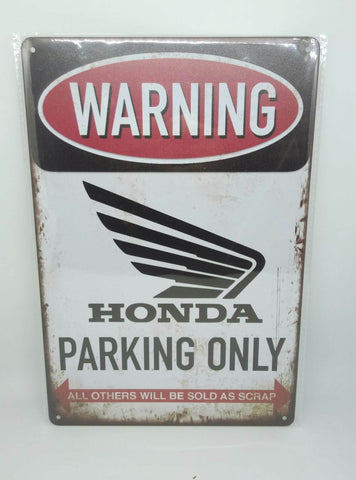 WARNING
HONDA
PARKING ONLY
ALL OTHERS WILL BE SOLD AS SCRAP